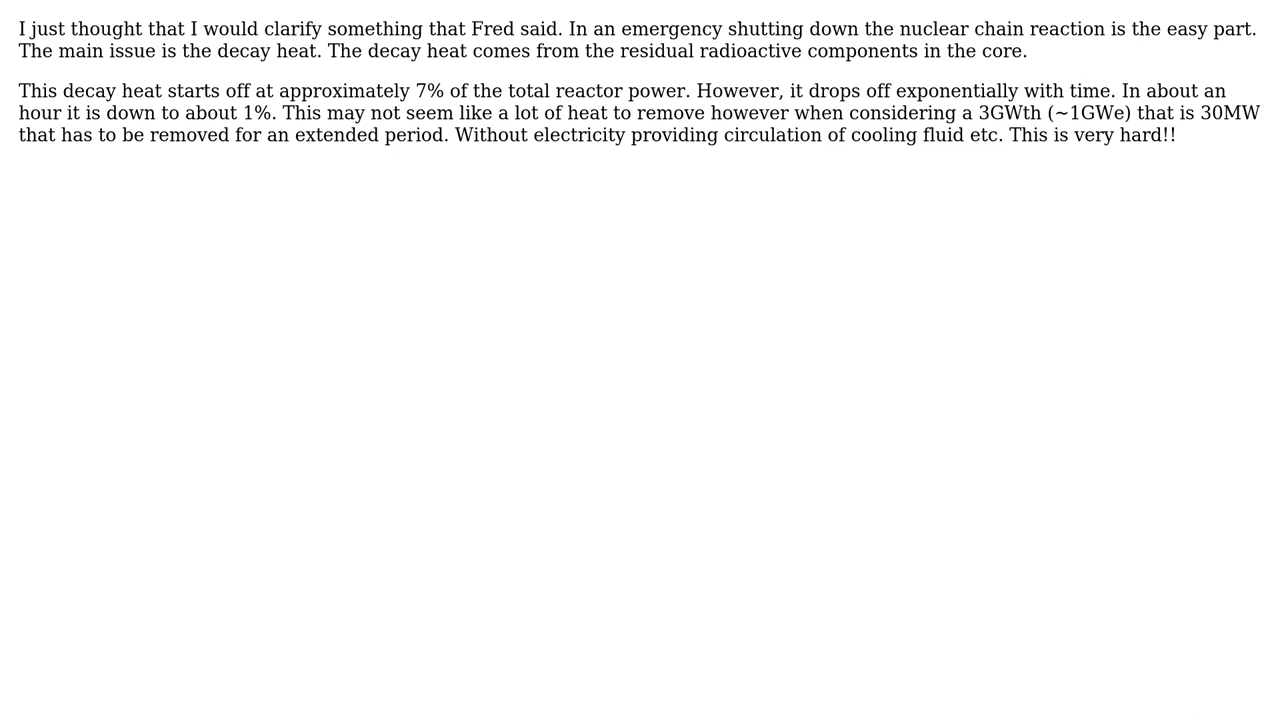 I just thought that I would clarify something that Fred said. In an emergency shutting down the nuclear chain reaction is the easy part.
The main issue is the decay heat. The decay heat comes from the residual radioactive components in the core.
This decay heat starts off at approximately 7% of the total reactor power. However, it drops off exponentially with time. In about an
hour it is down to about 1%. This may not seem like a lot of heat to remove however when considering a 3GWth (~1GWe) that is 30MW
that has to be removed for an extended period. Without electricity providing circulation of cooling fluid etc. This is very hard!!